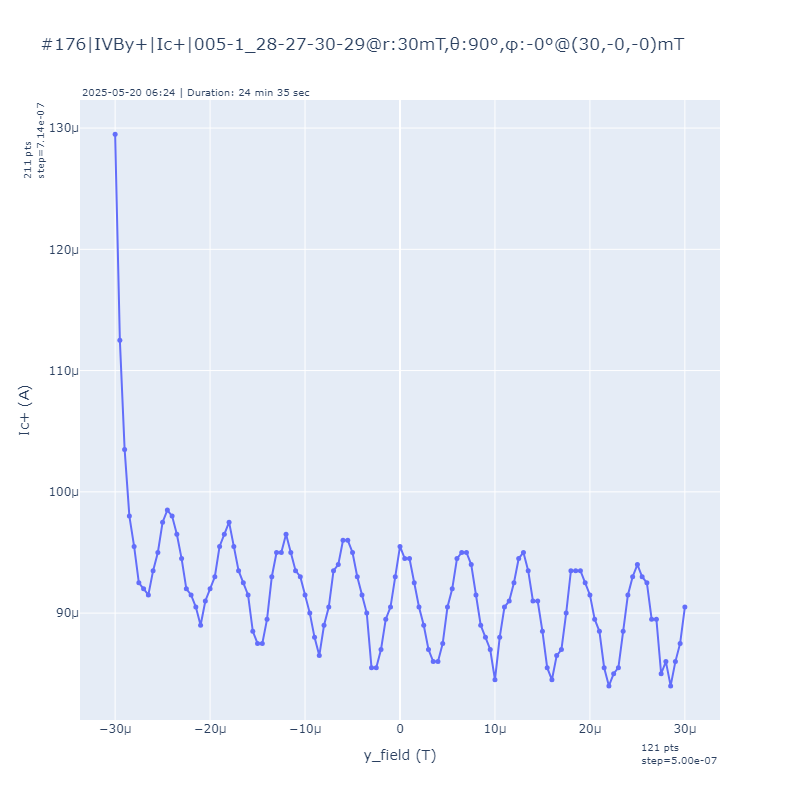 #176|IVBy+|Ic+|005-1_28-27-30-29@r:30mT,θ:90°,φ:-0°@(30,-0,-0)mT
2025-05-20 06:24 | Duration: 24 min 35 sec
211 pts
step=7.14e-07
130μ
120μ
110μ
100μ
90μ
Ic+ (A)
−30μ
−20μ
−10μ
0
10μ
20μ
30μ
y_field (T)
121 pts
step=5.00e-07